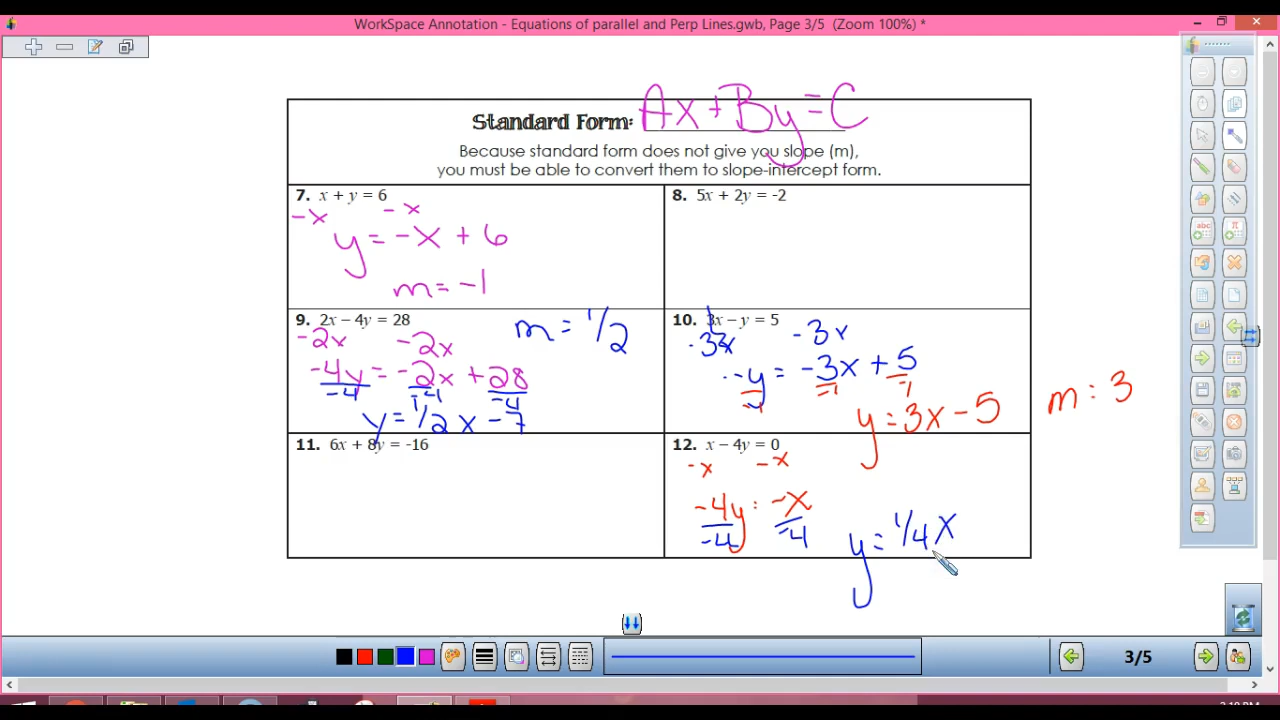 WorkSpace Annotation - Equations of parallel and Perp Lines.gwb, Page 3/5 (Zoom 100%) *
Standard Form: Ax + By = C
Because standard form does not give you slope (m),
you must be able to convert them to slope-intercept form.
7. x + y = 6
-x -x
y = -x + 6
m = -1
8. 5x + 2y = -2
9. 2x – 4y = 28
-2x -2x
m = 1/2
-4y = -2x + 28
-4 -4 -4
y = 1/2 x - 7
10. 3x – y = 5
-3x -3x
-y = -3x + 5
-1 -1 -1
y = 3x - 5
m : 3
11. 6x + 8y = -16
12. x – 4y = 0
-x -x
-4y : -x
-4 -4
y = 1/4 x
abc
π
3/5